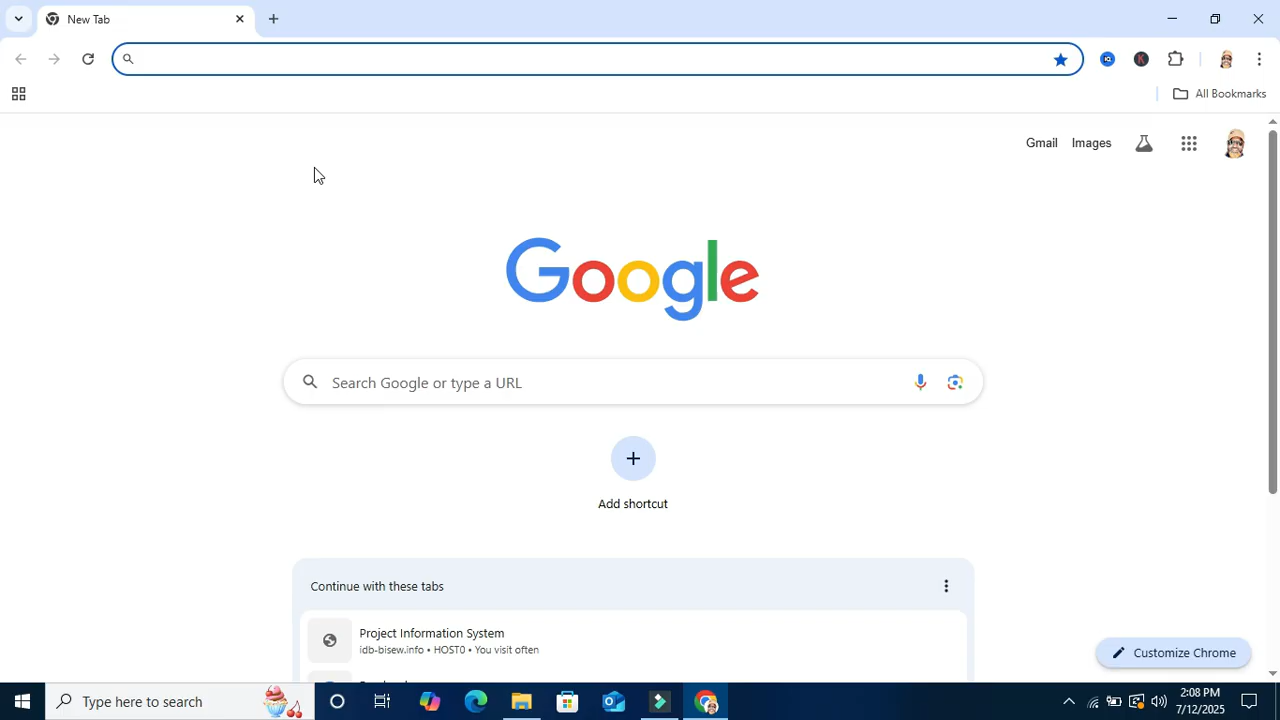 New Tab
All Bookmarks
Gmail Images
Google
Search Google or type a URL
Add shortcut
Continue with these tabs
Project Information System
idb-bisew.info • HOST0 • You visit often
Customize Chrome
Type here to search
2:08 PM
7/12/2025